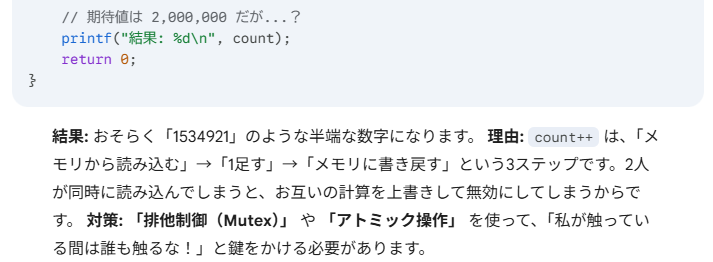 // 期待値は 2,000,000 だが...？
printf("結果: %d\n", count);
return 0;
}
結果: おそらく「1534921」のような半端な数字になります。 理由: count++ は、「メ
モリから読み込む」→「1足す」→「メモリに書き戻す」という3ステップです。2人
が同時に読み込んでしまうと、お互いの計算を上書きして無効にしてしまうからで
す。 対策: 「排他制御（Mutex）」 や 「アトミック操作」 を使って、「私が触ってい
る間は誰も触るな！」と鍵をかける必要があります。